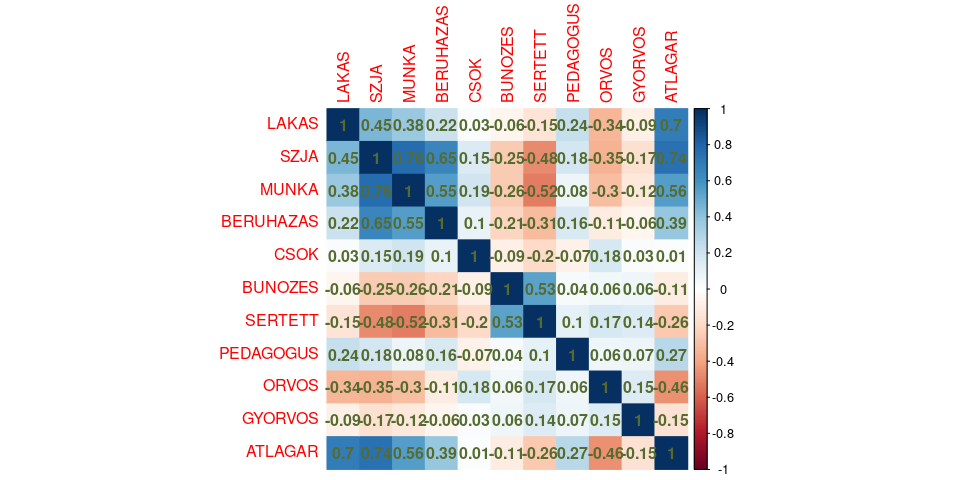 LAKAS SZJA MUNKA BERUHAZAS CSOK BUNOZES SERTETT PEDAGOGUS ORVOS GYORVOS ATLAGAR
LAKAS 1 0.45 0.38 0.22 0.03 -0.06 -0.15 0.24 -0.34 -0.09 0.7
SZJA 0.45 1 0.76 0.65 0.15 -0.25 -0.48 0.18 -0.35 -0.17 0.74
MUNKA 0.38 0.76 1 0.55 0.19 -0.26 -0.52 0.08 -0.3 -0.12 0.56
BERUHAZAS 0.22 0.65 0.55 1 0.1 -0.21 -0.31 0.16 -0.11 -0.06 0.39
CSOK 0.03 0.15 0.19 0.1 1 -0.09 -0.2 -0.07 0.18 0.03 0.01
BUNOZES -0.06 -0.25 -0.26 -0.21 -0.09 1 0.53 0.04 0.06 0.06 -0.11
SERTETT -0.15 -0.48 -0.52 -0.31 -0.2 0.53 1 0.1 0.17 0.14 -0.26
PEDAGOGUS 0.24 0.18 0.08 0.16 -0.07 0.04 0.1 1 0.06 0.07 0.27
ORVOS -0.34 -0.35 -0.3 -0.11 0.18 0.06 0.17 0.06 1 0.15 -0.46
GYORVOS -0.09 -0.17 -0.12 -0.06 0.03 0.06 0.14 0.07 0.15 1 -0.15
ATLAGAR 0.7 0.74 0.56 0.39 0.01 -0.11 -0.26 0.27 -0.46 -0.15 1
1
0.8
0.6
0.4
0.2
0
-0.2
-0.4
-0.6
-0.8
-1